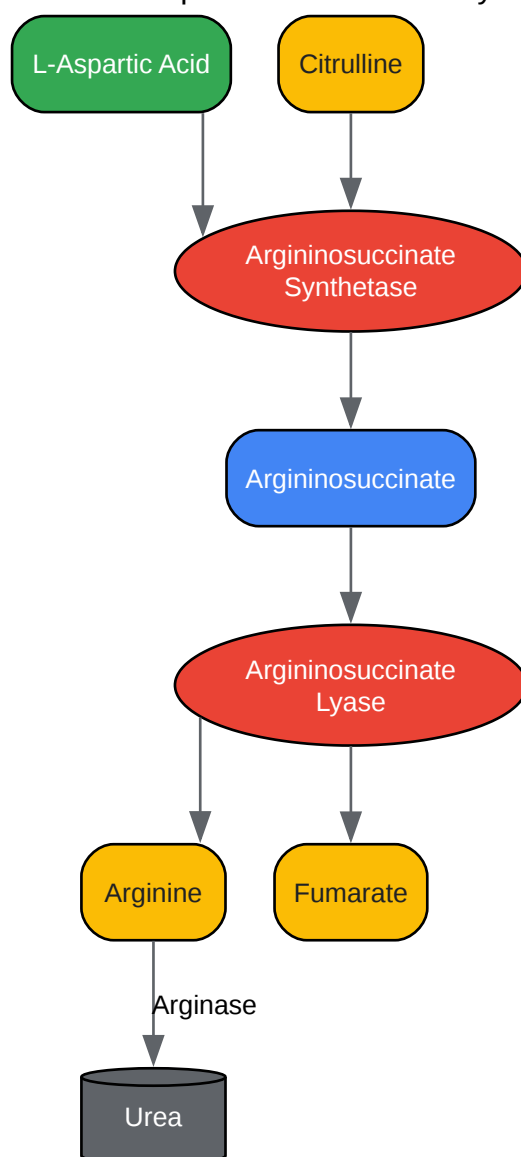 L-Aspartic Acid
Citrulline
Argininosuccinate
Synthetase
Argininosuccinate
Argininosuccinate
Lyase
Arginine
Fumarate
Arginase
Urea